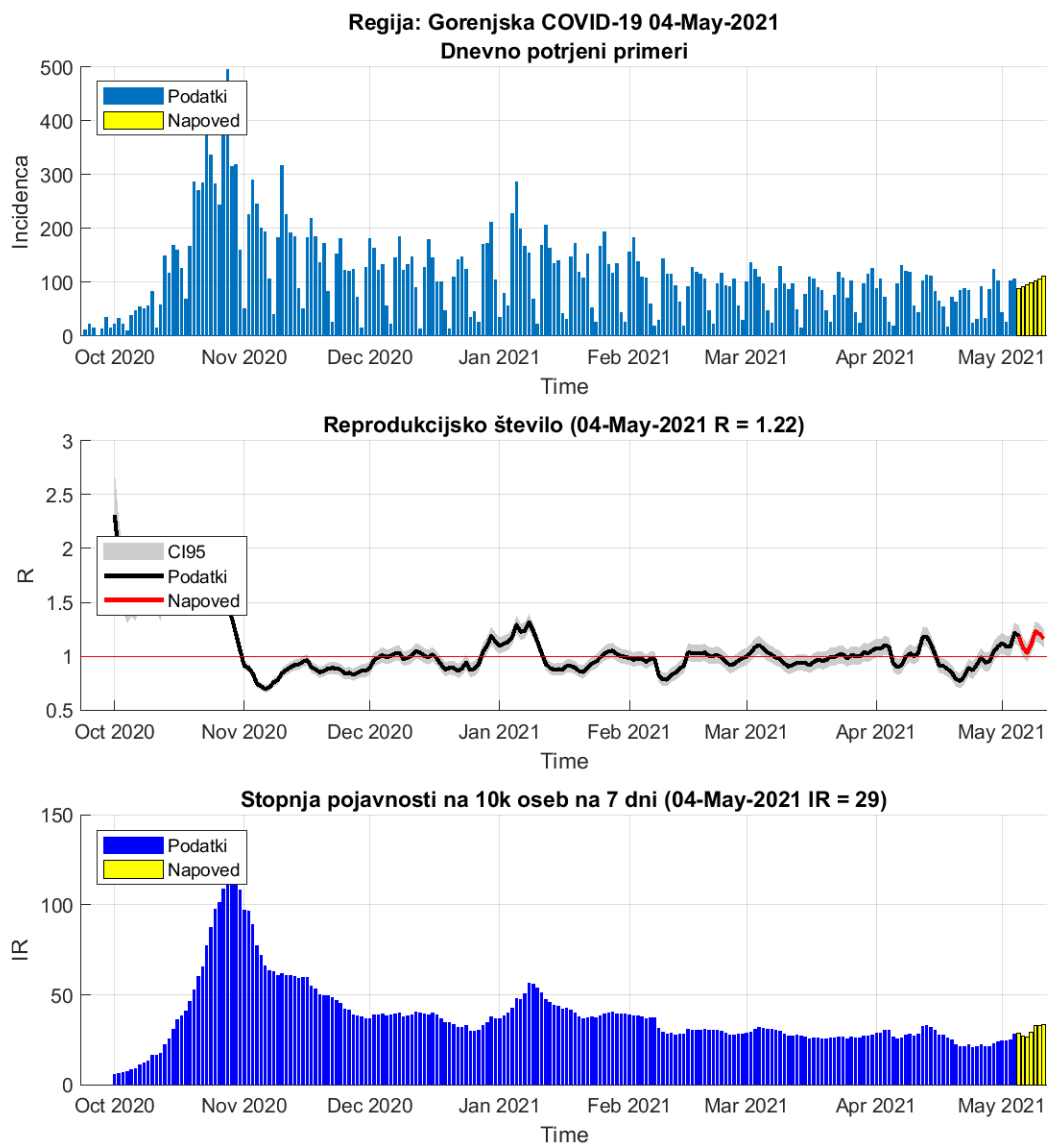 Regija: Gorenjska COVID-19 04-May-2021
Dnevno potrjeni primeri
500
400
300
200
100
0
Incidenca
Podatki
Napoved
Oct 2020 Nov 2020 Dec 2020 Jan 2021 Feb 2021 Mar 2021 Apr 2021 May 2021
Time
Reprodukcijsko število (04-May-2021 R = 1.22)
3
2.5
2
1.5
1
0.5
R
CI95
Podatki
Napoved
Oct 2020 Nov 2020 Dec 2020 Jan 2021 Feb 2021 Mar 2021 Apr 2021 May 2021
Time
Stopnja pojavnosti na 10k oseb na 7 dni (04-May-2021 IR = 29)
150
100
50
0
IR
Podatki
Napoved
Oct 2020 Nov 2020 Dec 2020 Jan 2021 Feb 2021 Mar 2021 Apr 2021 May 2021
Time